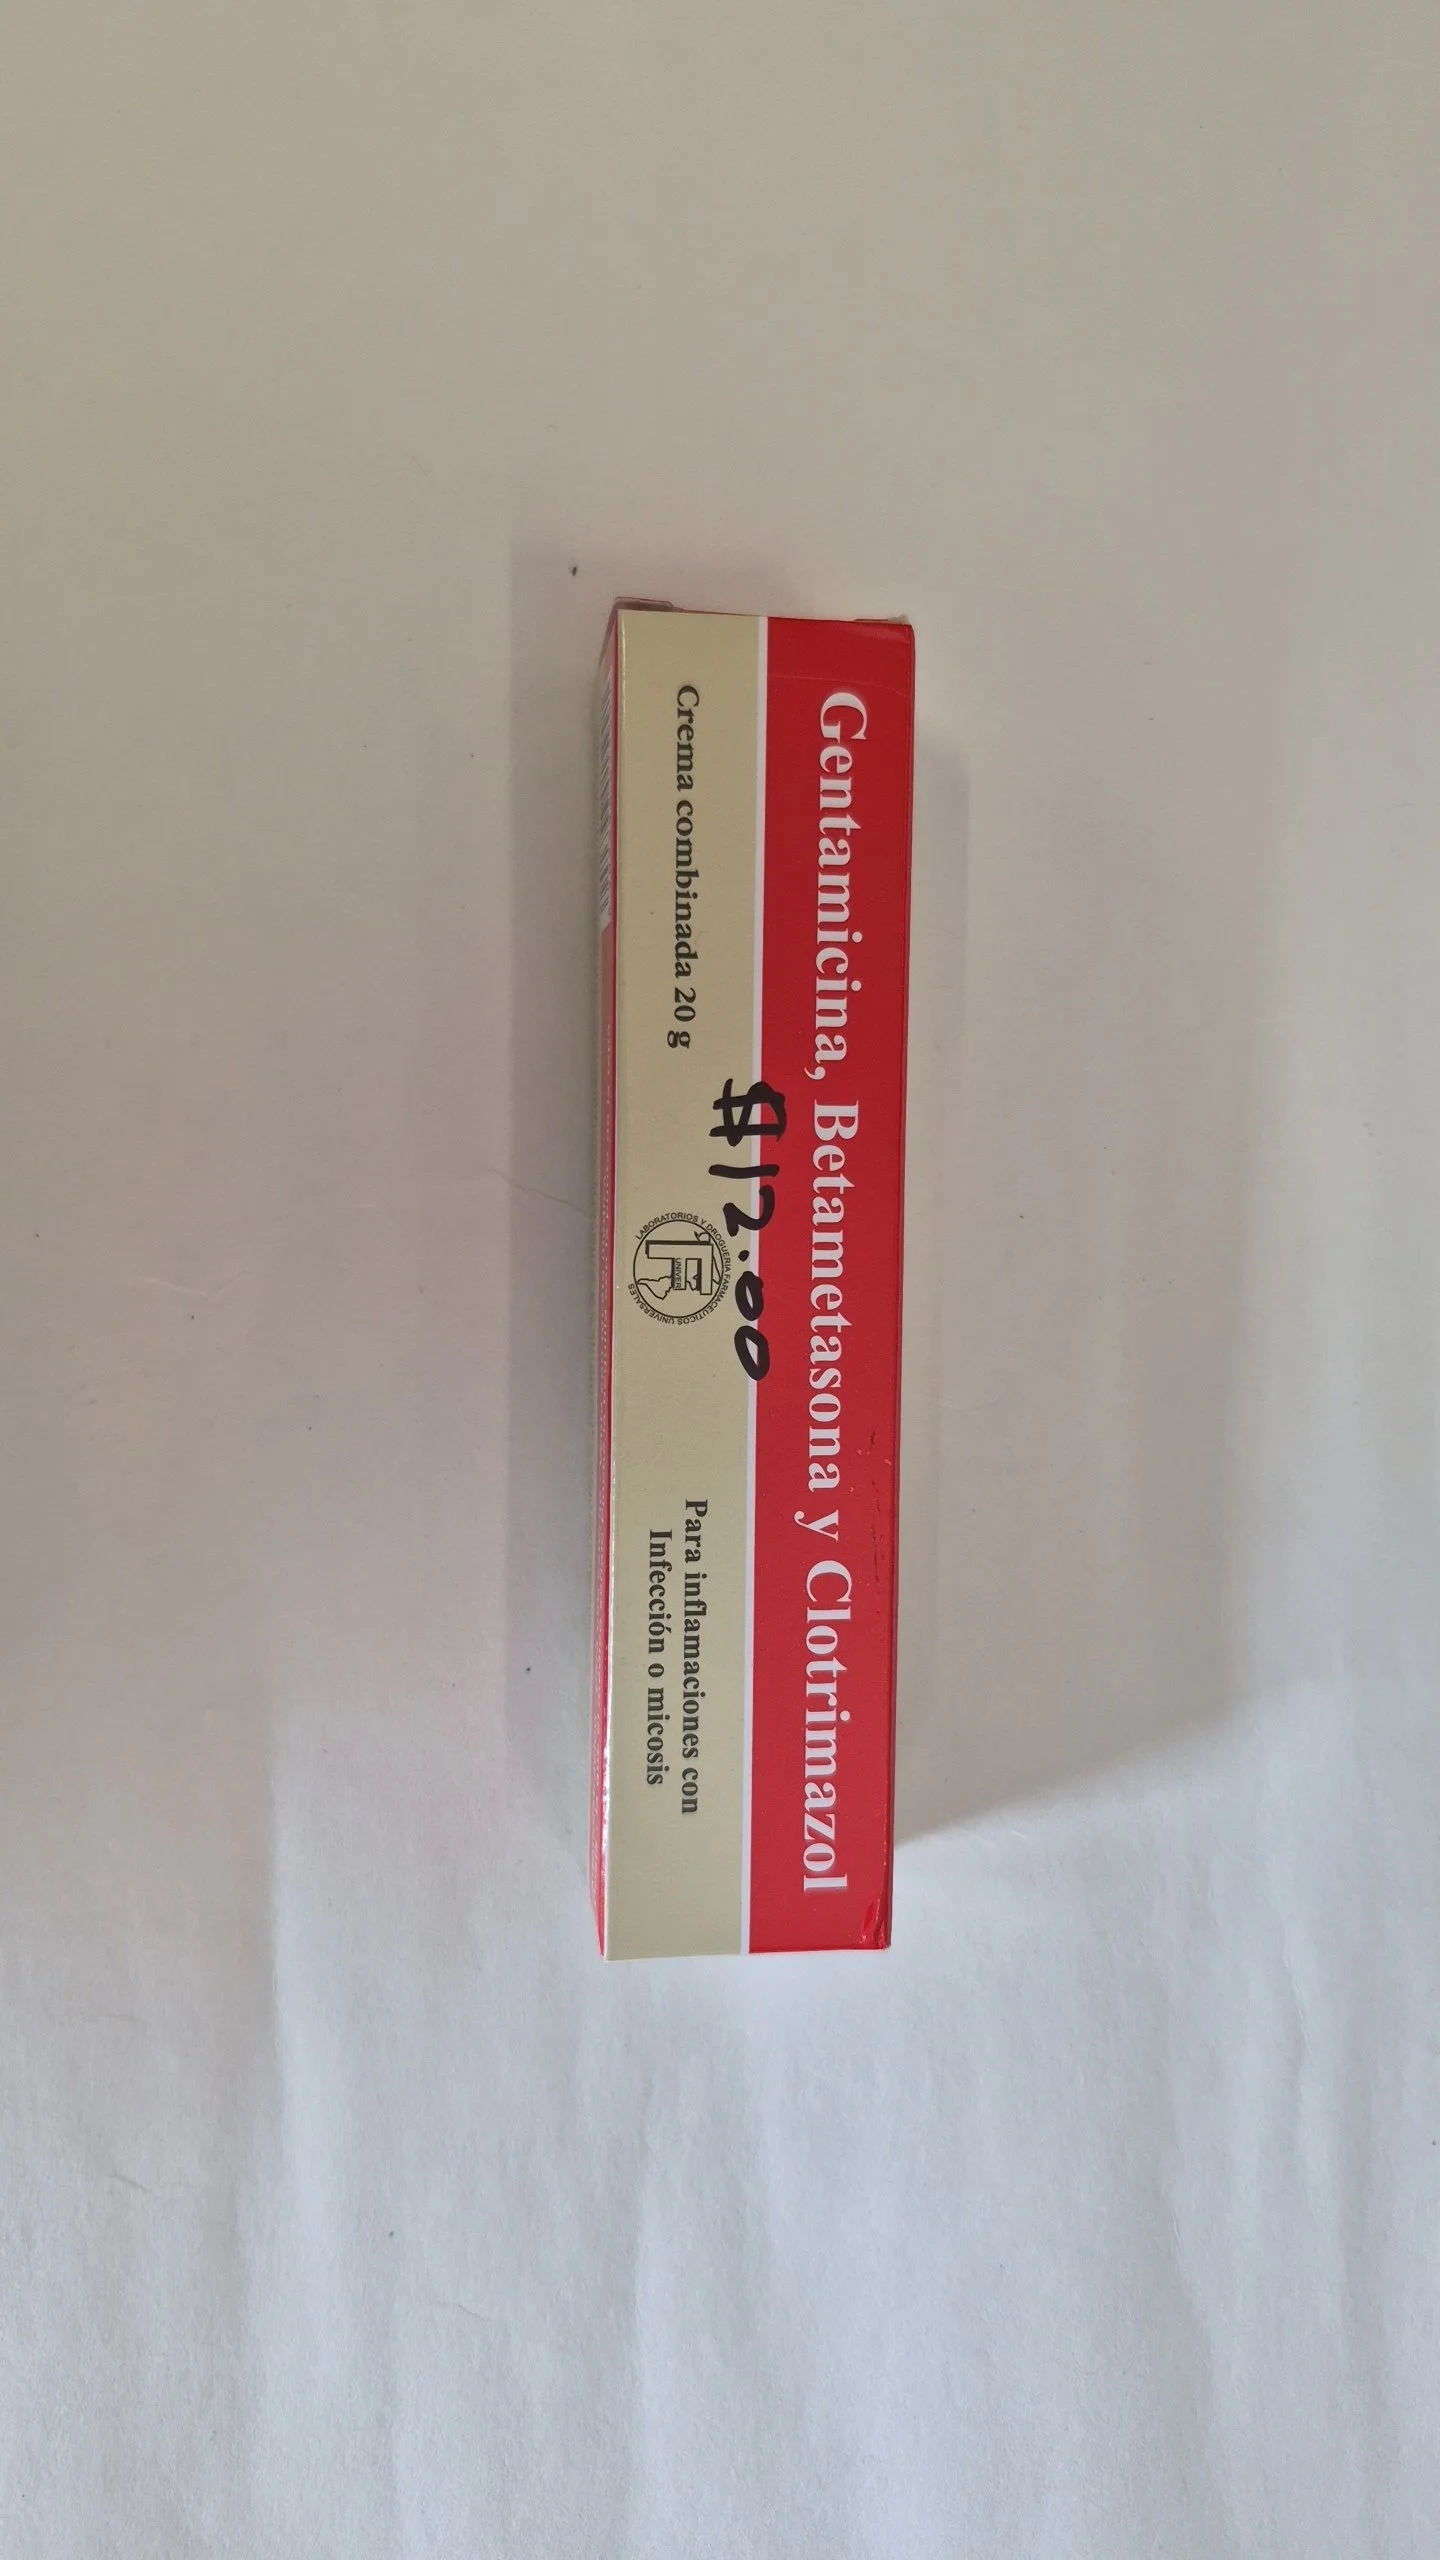 Gentamicina, Betametasona y Clotrimazol
$12.00
Crema combinada 20 g
LABORATORIOS Y DROGUERIA FARMACEUTICOS UNIVERSALES
UNIVER
Para inflamaciones con
Infección o micosis